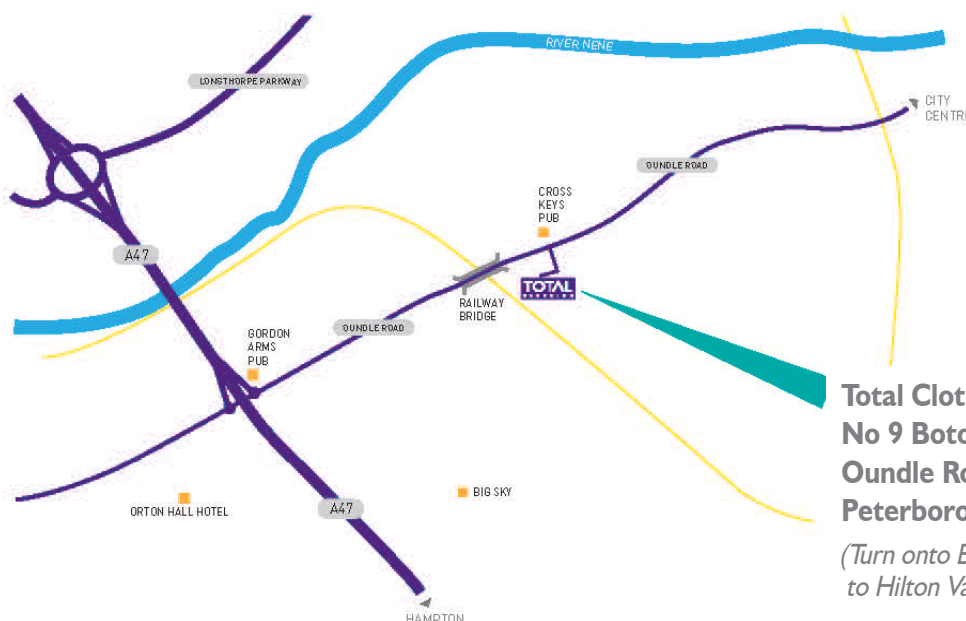 RIVER NENE
LONGTHORPE PARKWAY
CITY
CENTRE
OUNDLE ROAD
CROSS
KEYS
PUB
A47
TOTAL
RAILWAY
BRIDGE
OUNDLE ROAD
GORDON
ARMS
PUB
Total Clot
No 9 Boto
Oundle Ro
Peterboro
(Turn onto B
to Hilton Va
BIG SKY
ORTON HALL HOTEL
A47
HAMPTON